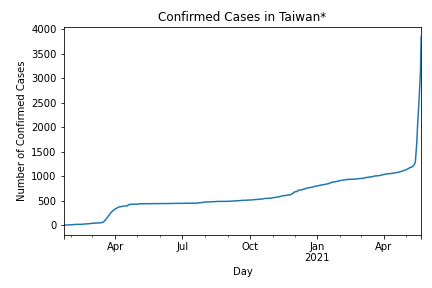 Confirmed Cases in Taiwan*
4000
3500
3000
2500
2000
1500
1000
500
0
Number of Confirmed Cases
Apr Jul Oct Jan Apr
2021
Day